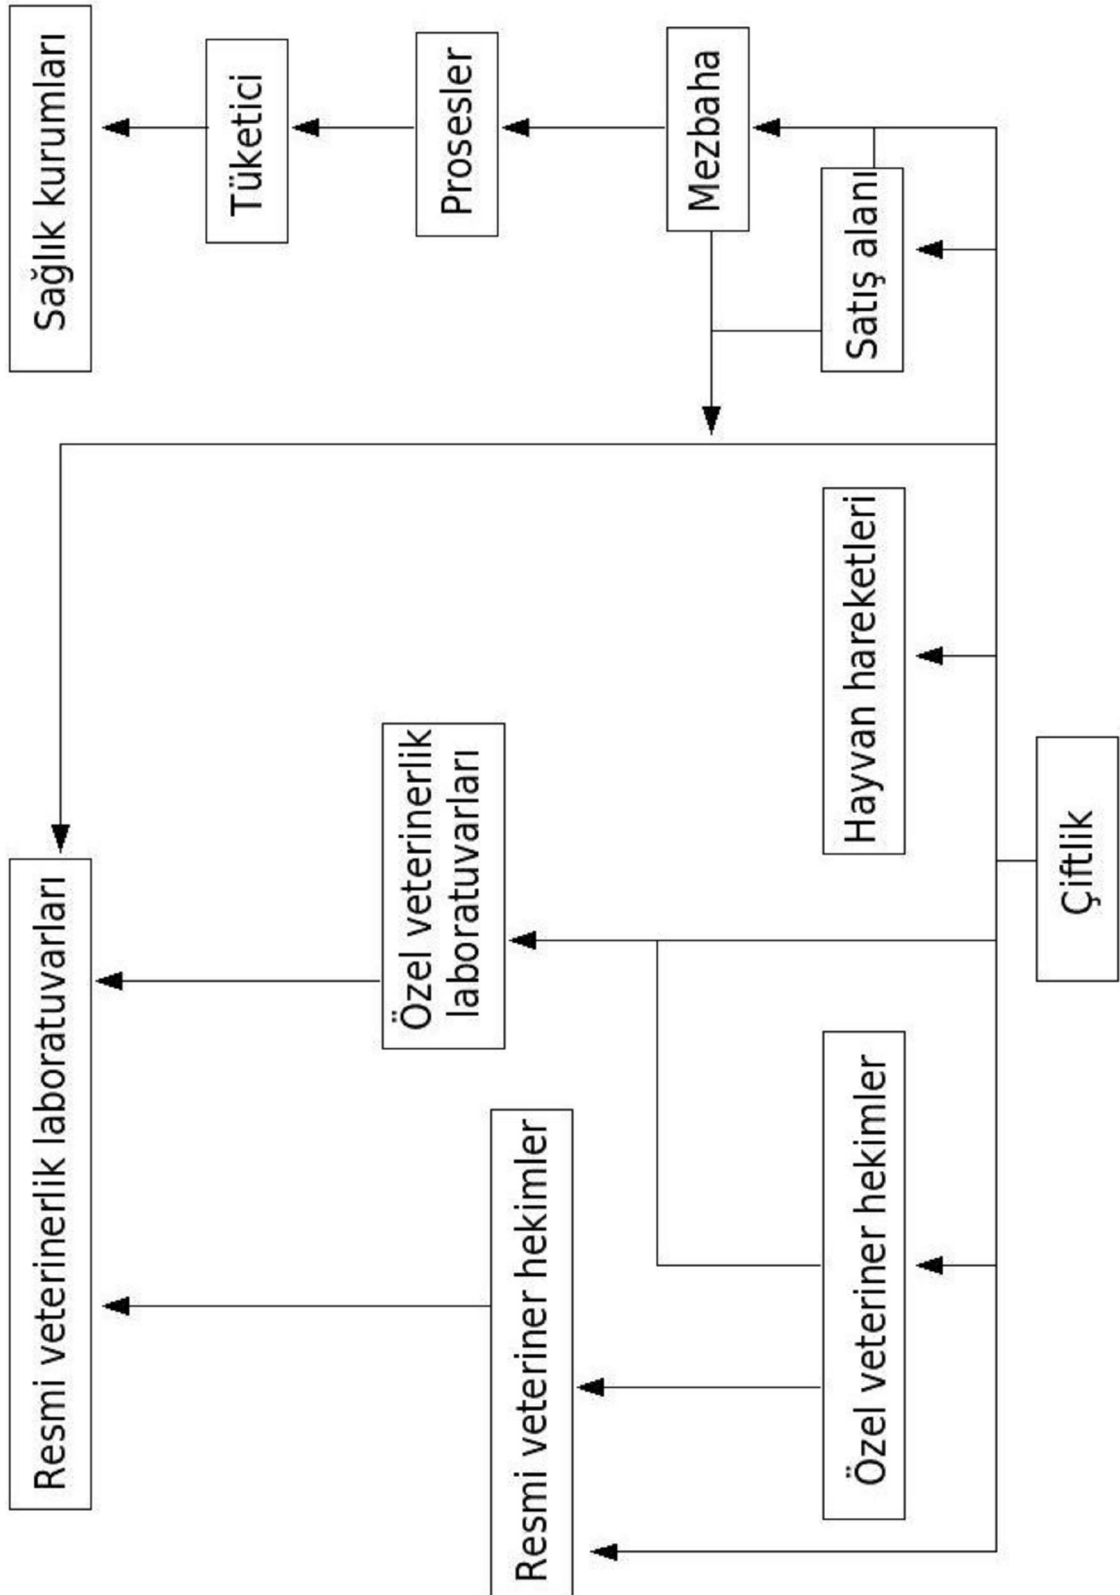 Resmi veterinerlik laboratuvarları
Sağlık kurumları
Tüketici
Özel veterinerlik
laboratuvarları
Prosesler
Resmi veteriner hekimler
Mezbaha
Özel veteriner hekimler
Hayvan hareketleri
Satış alanı
Çiftlik